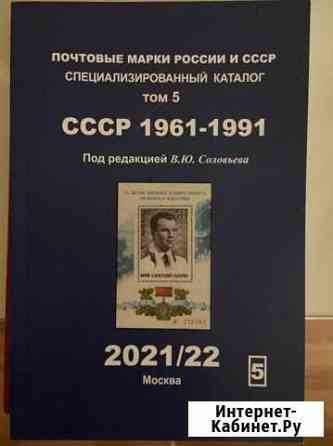 ПОЧТОВЫЕ МАРКИ РОССИИ И СССР
СПЕЦИАЛИЗИРОВАННЫЙ КАТАЛОГ
ТОМ 5
СССР 1961-1991
Под редакцией В.Ю. Соловьева
2021/22
Москва
5
Интернет-
Кабинет.Ру